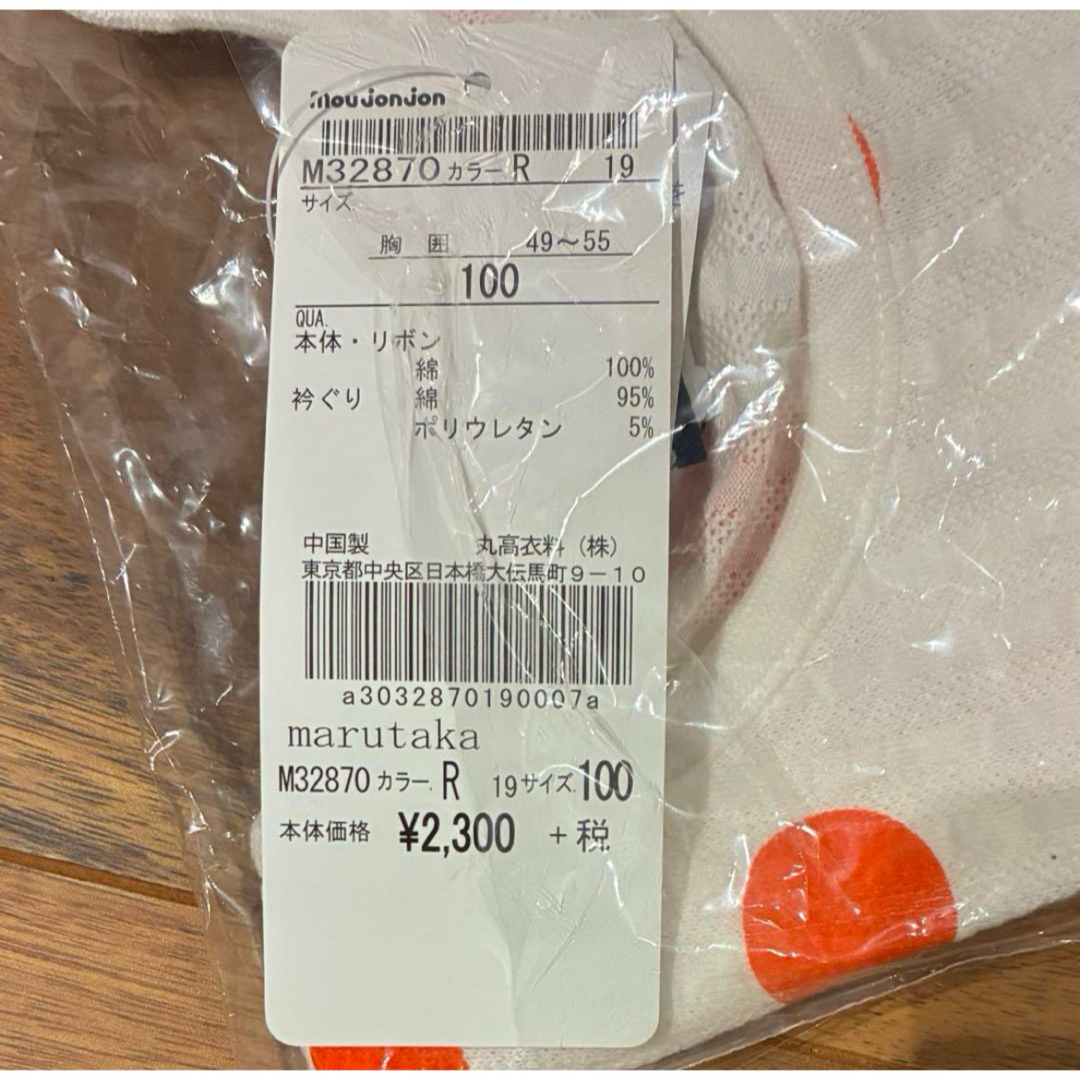 moujonjon
M32870 カラー R 19
サイズ
胸 囲 49～55
100
QUA.
本体・リボン
綿 100%
衿ぐり 綿 95%
ポリウレタン 5%
中国製 丸高衣料（株）
東京都中央区日本橋大伝馬町９－１０
a3032870190007a
marutaka
M32870 カラー. R 19 サイズ. 100
本体価格 ¥2,300 ＋税